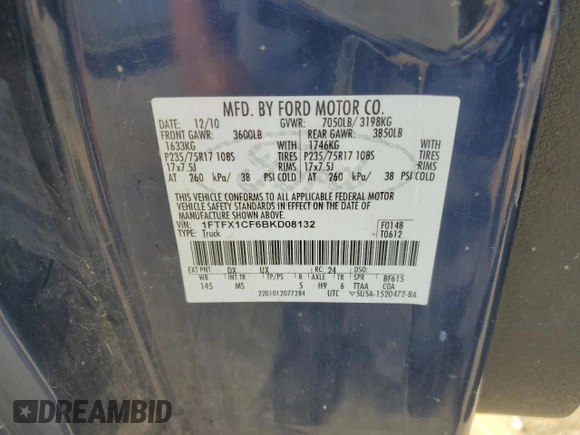 MFD. BY FORD MOTOR CO.
DATE: 12/10 GVWR: 7050LB/ 3198KG
FRONT GAWR: 3600LB REAR GAWR: 3850LB
1633KG WITH 1746KG WITH
P235/75R17 108S TIRES P235/75R17 108S TIRES
17x7.5J RIMS 17x7.5J RIMS
AT 260 kPa/ 38 PSI COLD AT 260 kPa/ 38 PSI COLD
THIS VEHICLE CONFORMS TO ALL APPLICABLE FEDERAL MOTOR
VEHICLE SAFETY STANDARDS IN EFFECT ON THE DATE OF
MANUFACTURE SHOWN ABOVE.
VIN: 1FTFX1CF6BKD08132 F0148
TYPE: Truck T0612
EXT PNT: DX UX RC: 24 DSO:
WB INT TR TP/PS R AXLE TR SPR BF615
145 MS 5 H9 6 TTAA COA
2201012077284 UTC ▽5U5A-1520472-BA
DREAMBID